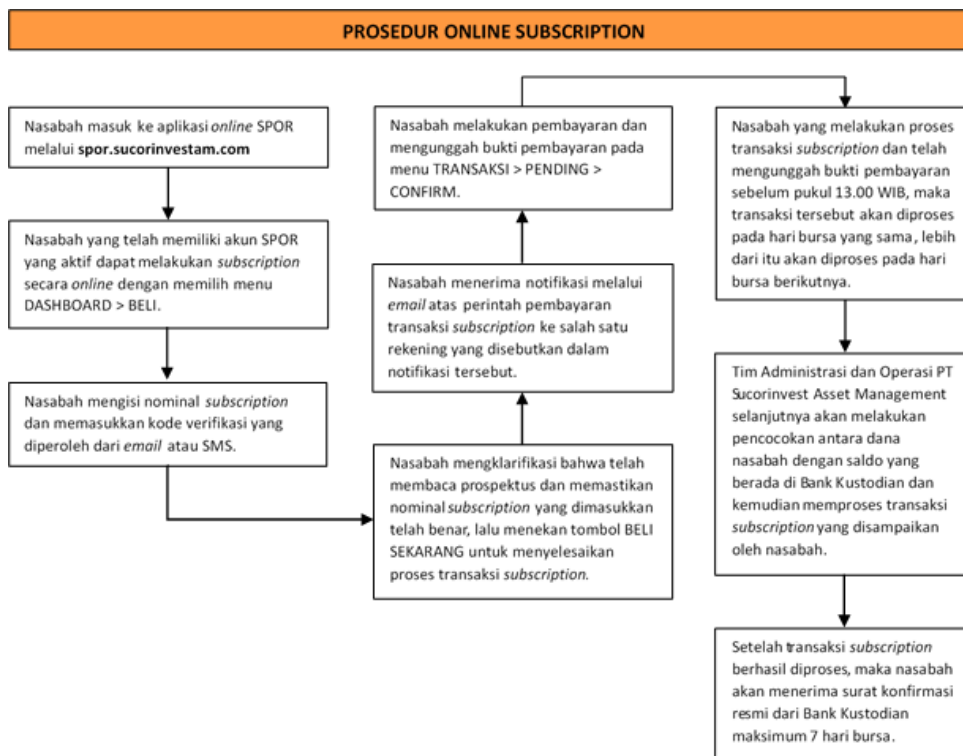 PROSEDUR ONLINE SUBSCRIPTION
Nasabah masuk ke aplikasi online SPOR
melalui spor.sucorinvestam.com
Nasabah yang telah memiliki akun SPOR
yang aktif dapat melakukan subscription
secara online dengan memilih menu
DASHBOARD > BELI.
Nasabah mengisi nominal subscription
dan memasukkan kode verifikasi yang
diperoleh dari email atau SMS.
Nasabah mengklarifikasi bahwa telah
membaca prospektus dan memastikan
nominal subscription yang dimasukkan
telah benar, lalu menekan tombol BELI
SEKARANG untuk menyelesaikan
proses transaksi subscription.
Nasabah menerima notifikasi melalui
email atas perintah pembayaran
transaksi subscription ke salah satu
rekening yang disebutkan dalam
notifikasi tersebut.
Nasabah melakukan pembayaran dan
mengunggah bukti pembayaran pada
menu TRANSAKSI > PENDING >
CONFIRM.
Nasabah yang melakukan proses
transaksi subscription dan telah
mengunggah bukti pembayaran
sebelum pukul 13.00 WIB, maka
transaksi tersebut akan diproses
pada hari bursa yang sama, lebih
dari itu akan diproses pada hari
bursa berikutnya.
Tim Administrasi dan Operasi PT
Sucorinvest Asset Management
selanjutnya akan melakukan
pencocokan antara dana
nasabah dengan saldo yang
berada di Bank Kustodian dan
kemudian memproses transaksi
subscription yang disampaikan
oleh nasabah.
Setelah transaksi subscription
berhasil diproses, maka nasabah
akan menerima surat konfirmasi
resmi dari Bank Kustodian
maksimum 7 hari bursa.